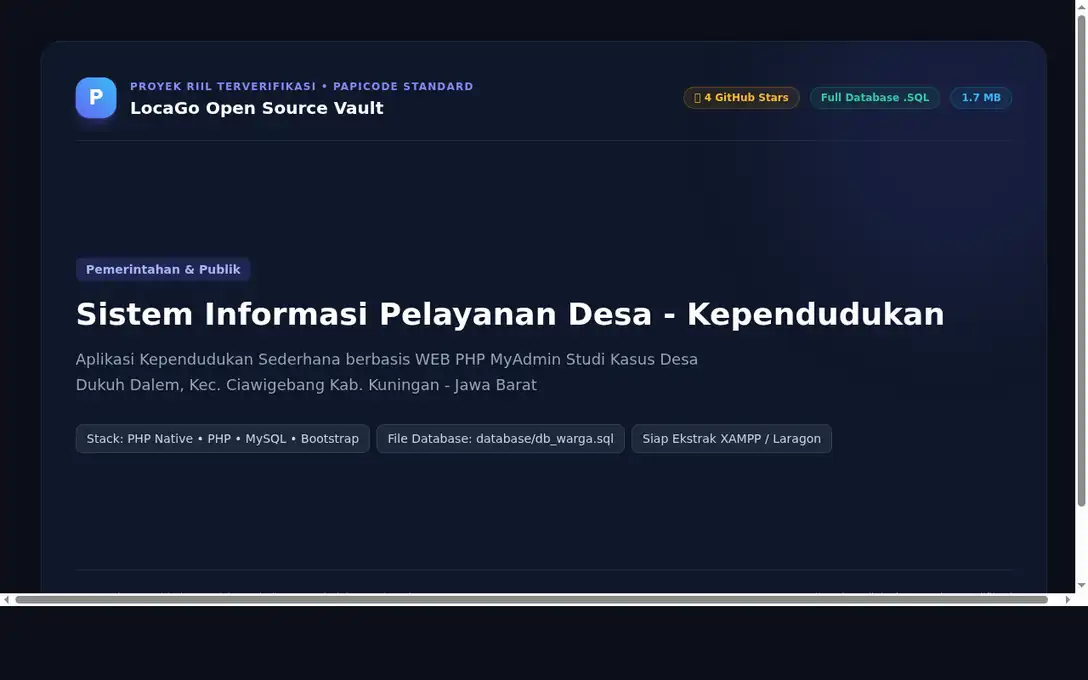 P
PROYEK RIIL TERVERIFIKASI • PAPICODE STANDARD
LocaGo Open Source Vault
4 GitHub Stars
Full Database .SQL
1.7 MB
Pemerintahan & Publik
Sistem Informasi Pelayanan Desa - Kependudukan
Aplikasi Kependudukan Sederhana berbasis WEB PHP MyAdmin Studi Kasus Desa
Dukuh Dalem, Kec. Ciawigebang Kab. Kuningan - Jawa Barat
Stack: PHP Native • PHP • MySQL • Bootstrap
File Database: database/db_warga.sql
Siap Ekstrak XAMPP / Laragon